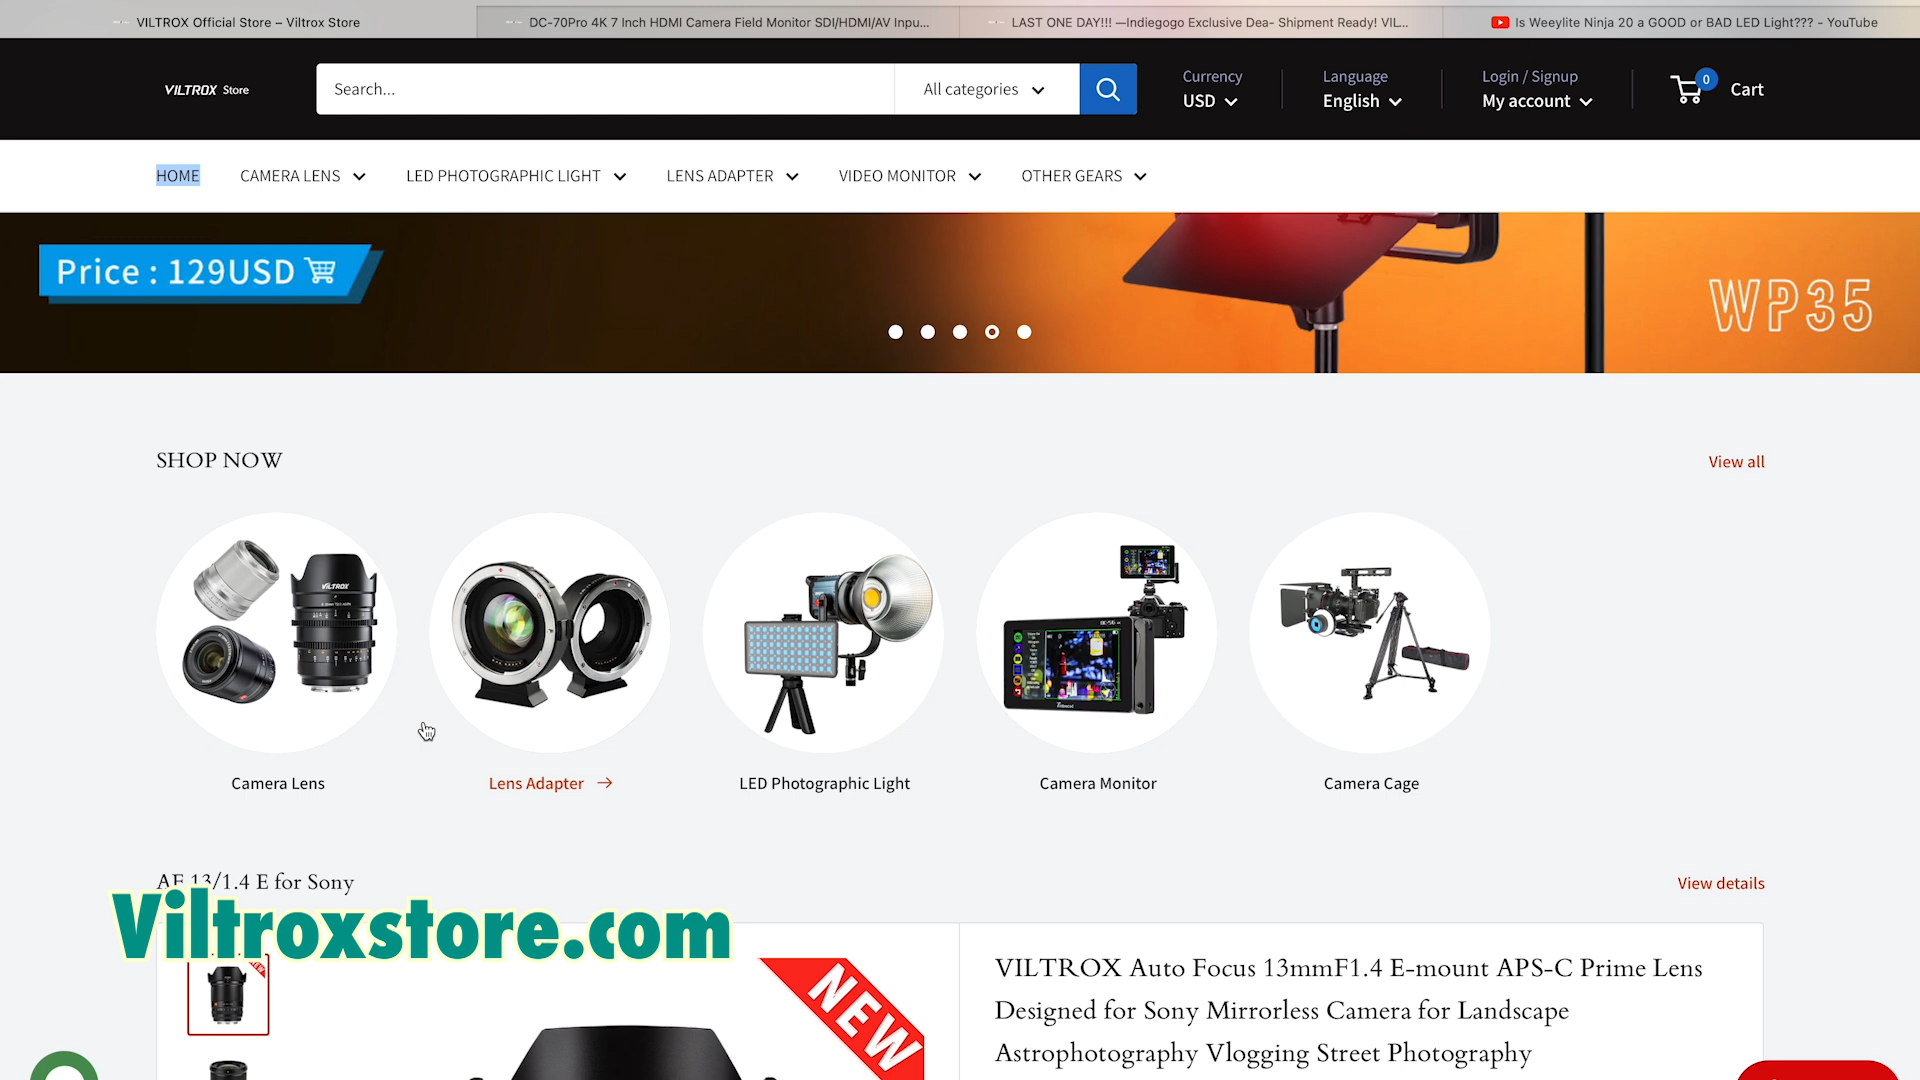 VILTROX Official Store – Viltrox Store
DC-70Pro 4K 7 Inch HDMI Camera Field Monitor SDI/HDMI/AV Inpu...
LAST ONE DAY!!! —Indiegogo Exclusive Dea- Shipment Ready! VIL...
Is Weeylite Ninja 20 a GOOD or BAD LED Light??? - YouTube
VILTROX Store
Search...
All categories
Currency
USD
Language
English
Login / Signup
My account
0
Cart
HOME
CAMERA LENS
LED PHOTOGRAPHIC LIGHT
LENS ADAPTER
VIDEO MONITOR
OTHER GEARS
Price : 129USD
WP35
SHOP NOW
View all
VILTROX
Camera Lens
Lens Adapter
LED Photographic Light
Camera Monitor
Camera Cage
AF 13/1.4 E for Sony
View details
Viltroxstore.com
NEW
VILTROX Auto Focus 13mmF1.4 E-mount APS-C Prime Lens
Designed for Sony Mirrorless Camera for Landscape
Astrophotography Vlogging Street Photography